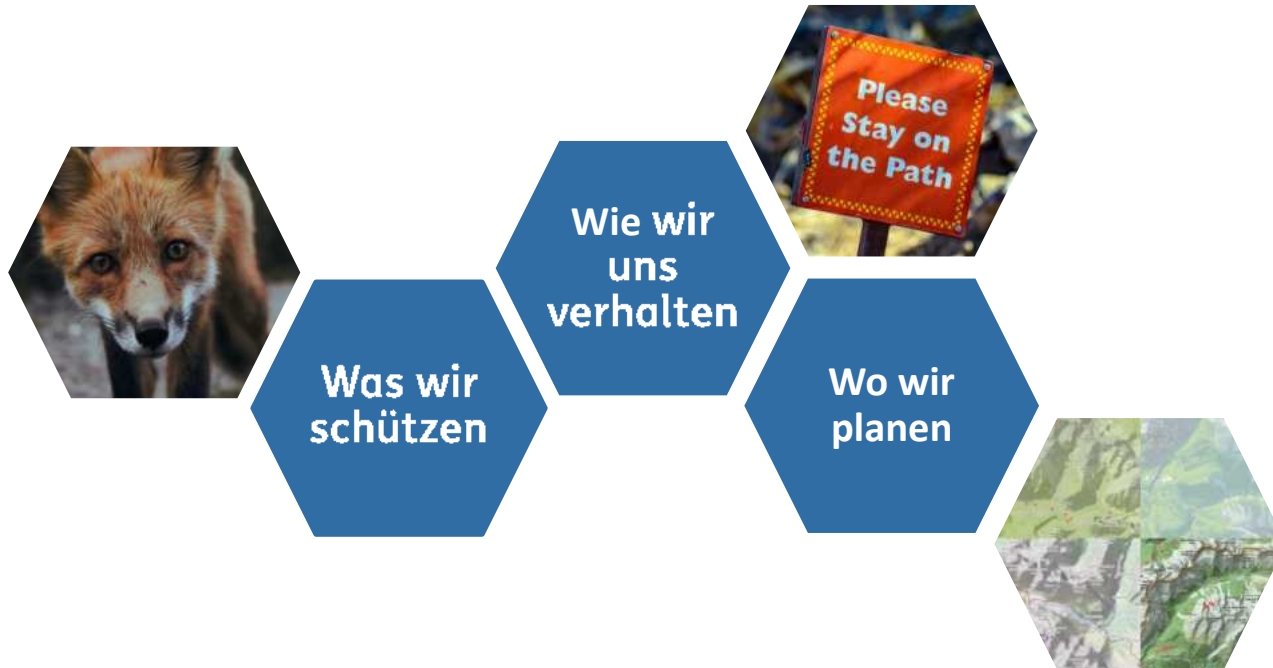 Was wir
schützen
Wie wir
uns
verhalten
Please
Stay on
the Path
Wo wir
planen